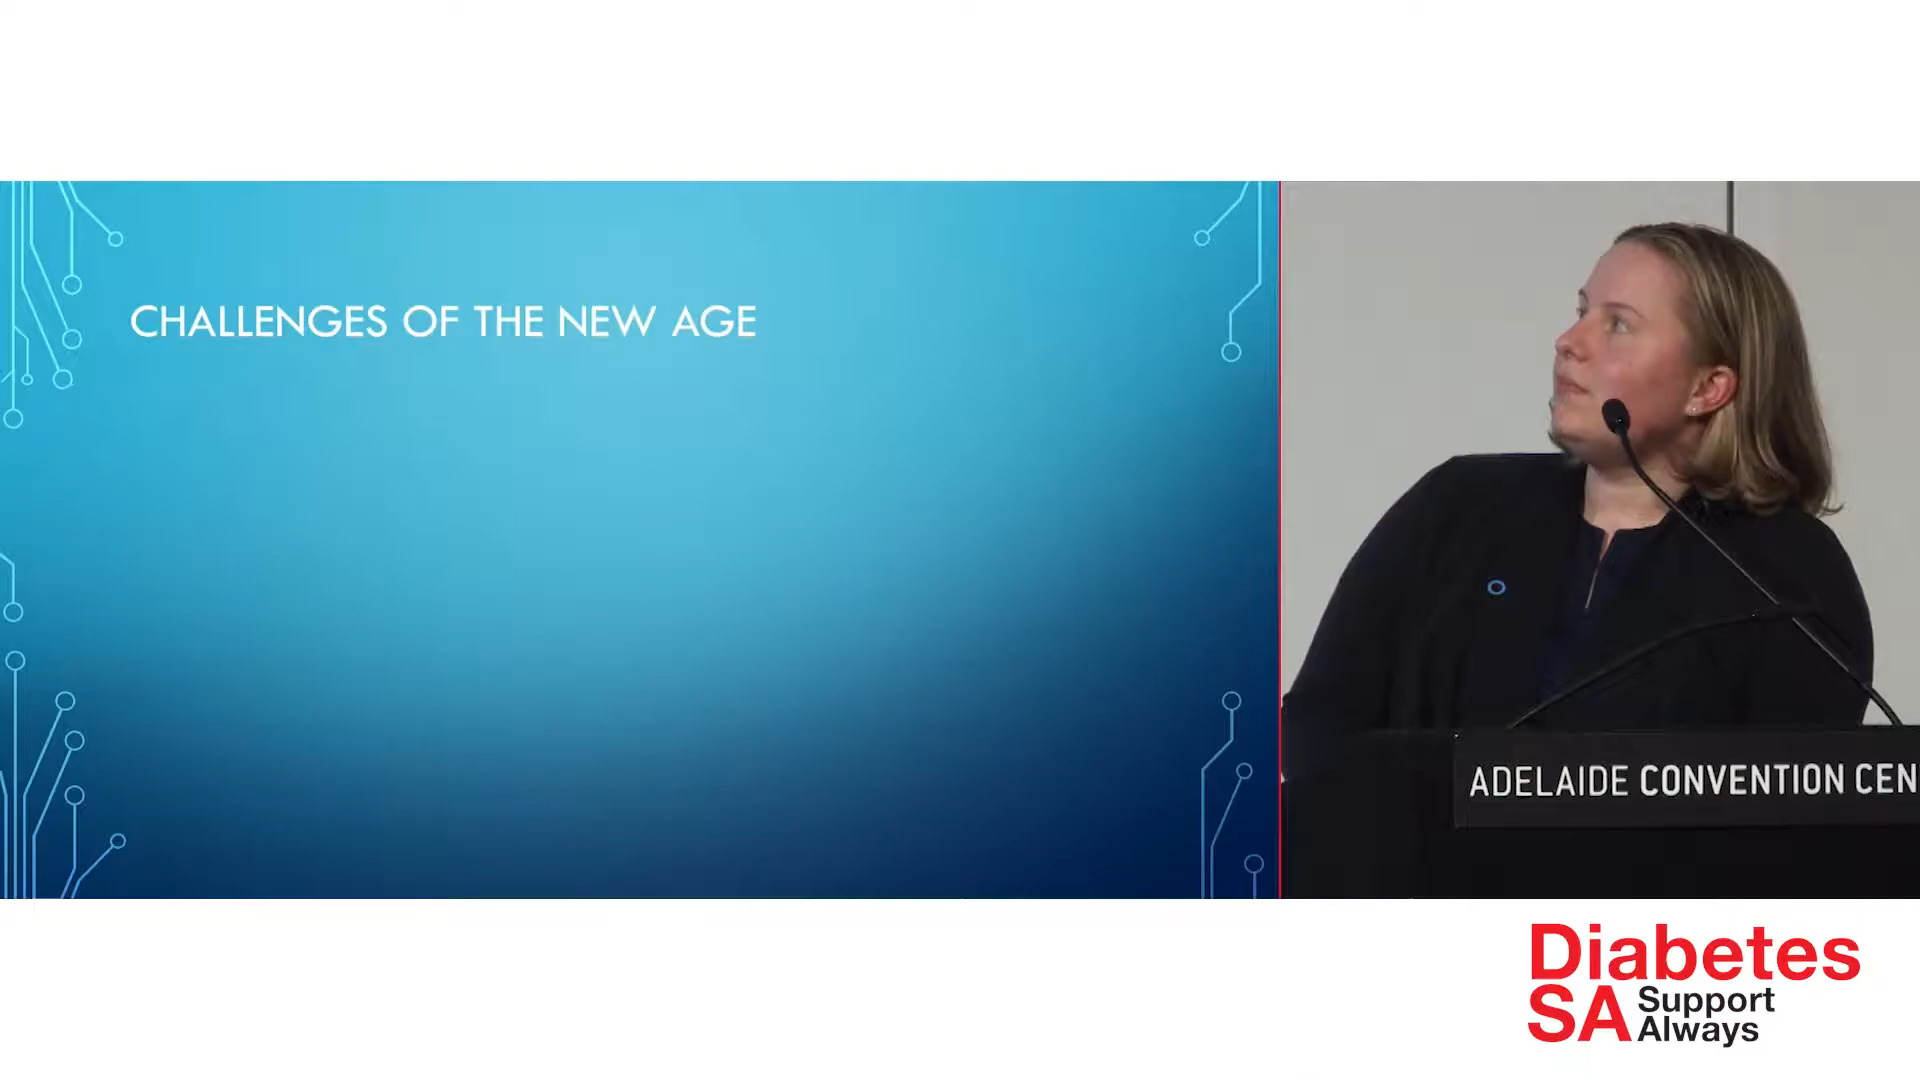 CHALLENGES OF THE NEW AGE
ADELAIDE CONVENTION CEN
Diabetes
SA Support
Always